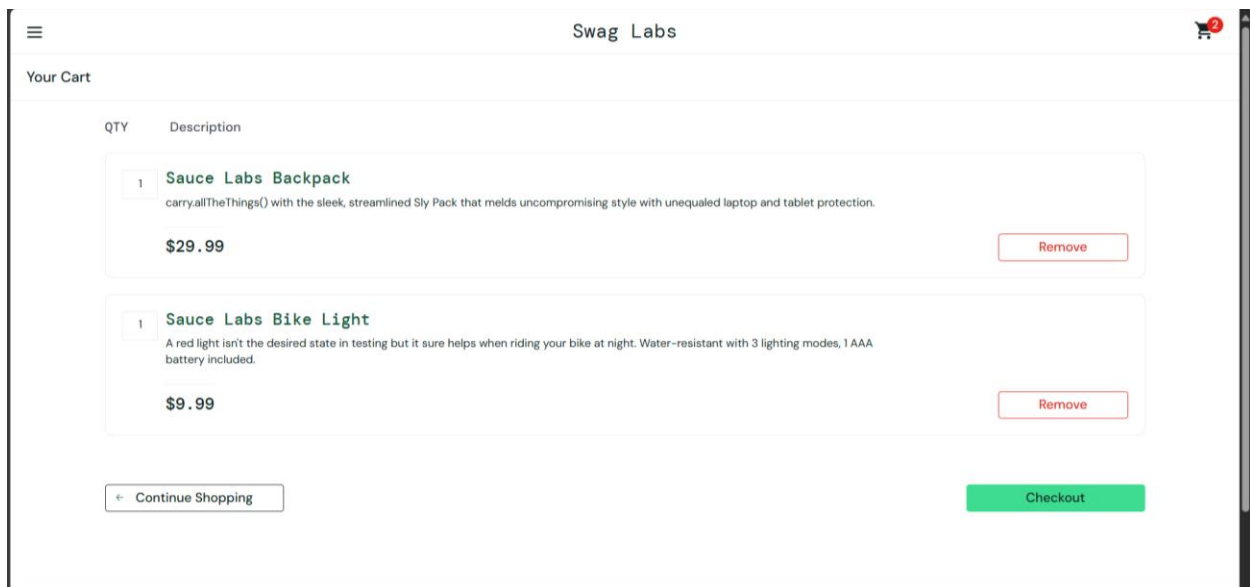 Swag Labs
2
Your Cart
QTY Description
1
Sauce Labs Backpack
carry.allTheThings() with the sleek, streamlined Sly Pack that melds uncompromising style with unequaled laptop and tablet protection.
$29.99
Remove
1
Sauce Labs Bike Light
A red light isn't the desired state in testing but it sure helps when riding your bike at night. Water-resistant with 3 lighting modes, 1 AAA
battery included.
$9.99
Remove
Continue Shopping
Checkout